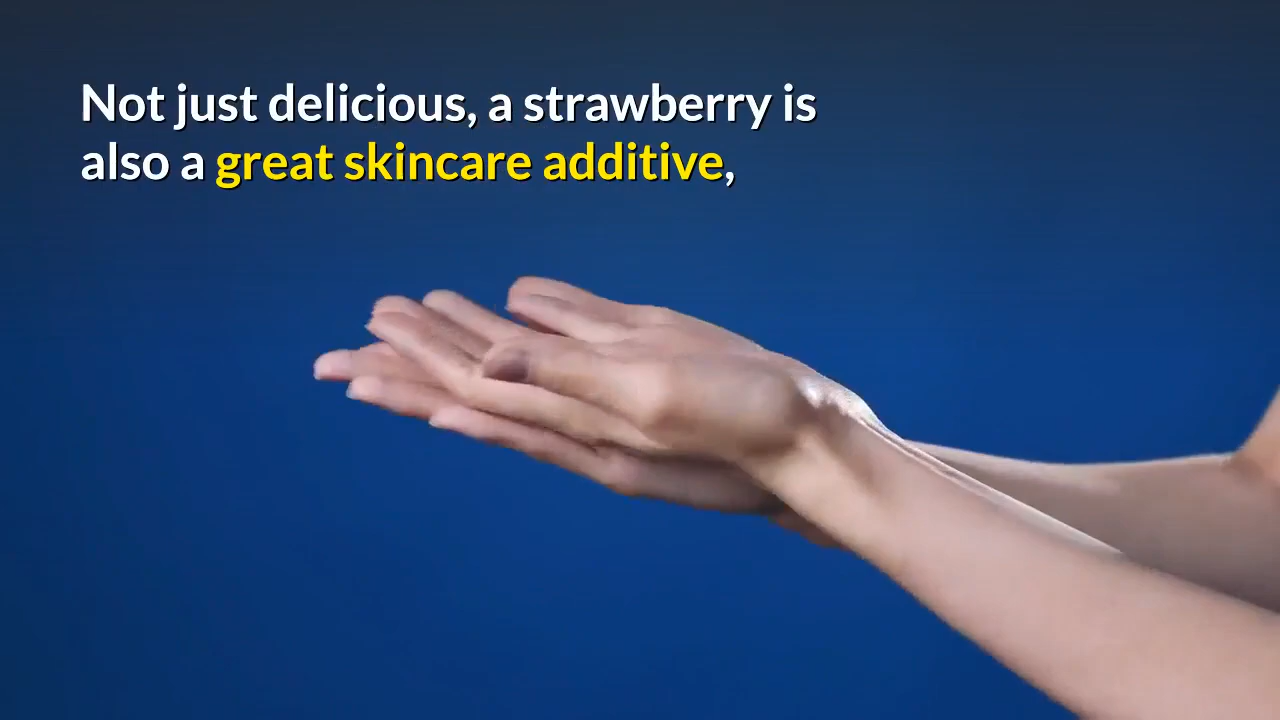 Not just delicious, a strawberry is
also a great skincare additive,